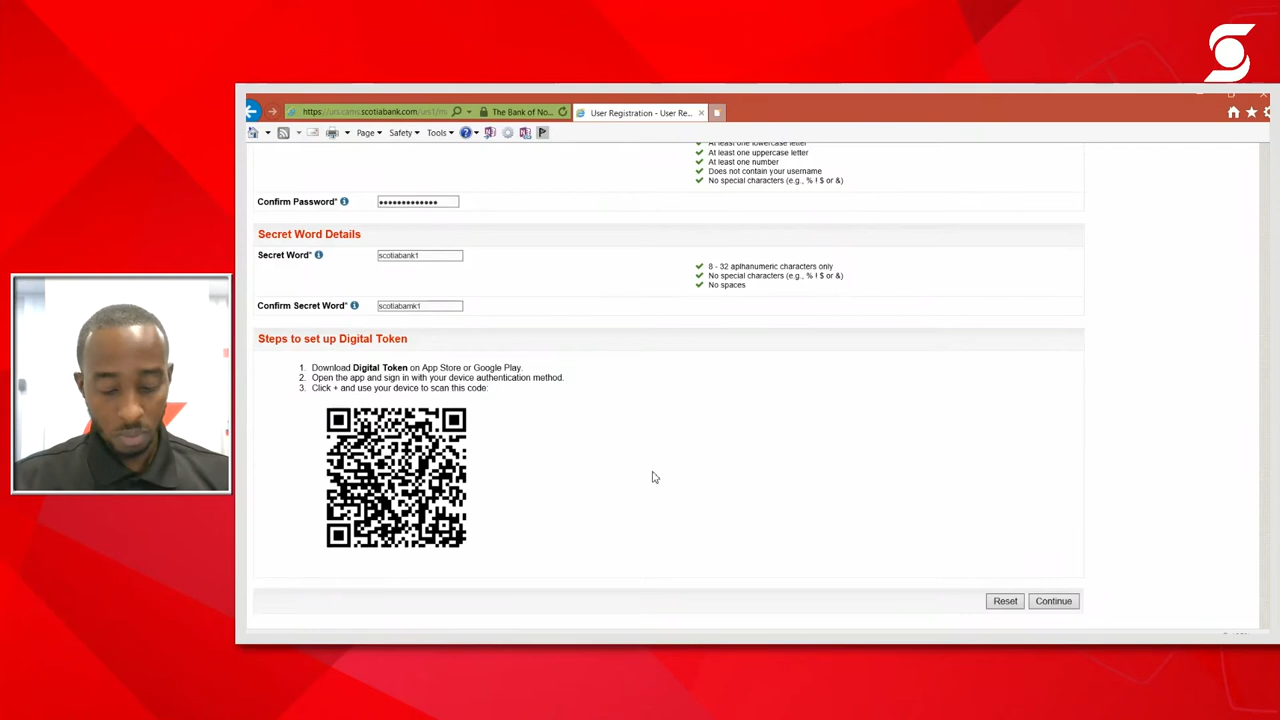 https://urs.cams.scotiabank.com/urs1/m
The Bank of No...
User Registration - User Re...
Page
Safety
Tools
At least one lowercase letter
At least one uppercase letter
At least one number
Does not contain your username
No special characters (e.g., % ! $ or &)
Confirm Password*
•••••••••••••
Secret Word Details
Secret Word*
scotiabank1
8 - 32 aplhanumeric characters only
No special characters (e.g., % ! $ or &)
No spaces
Confirm Secret Word*
scotiabamk1
Steps to set up Digital Token
1. Download Digital Token on App Store or Google Play.
2. Open the app and sign in with your device authentication method.
3. Click + and use your device to scan this code:
Reset
Continue